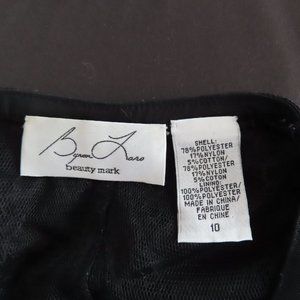 Byron Lars
beauty mark
SHELL:
78%POLYESTER
17%NYLON
5%COTTON/
78%POLYESTER
17%NYLON
5%COTON
LINING:
100%POLYESTER/
100%POLYESTER
MADE IN CHINA/
FABRIQUE
EN CHINE
10